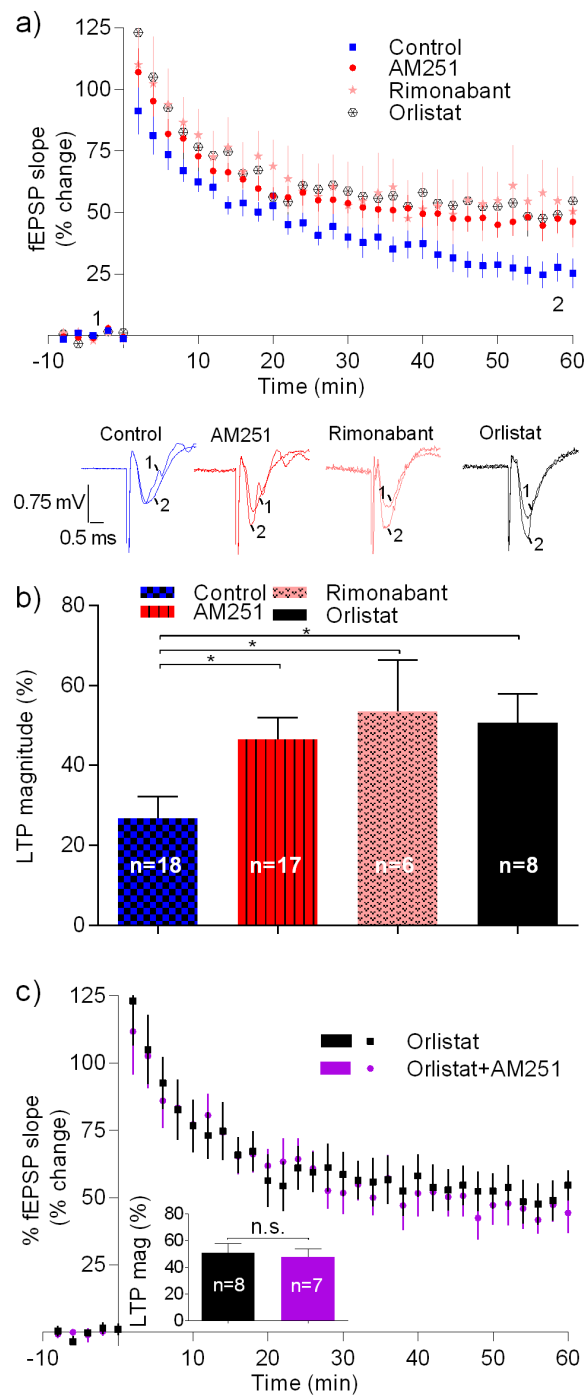 a)
125
100
75
50
25
fEPSP slope
(% change)
Control
AM251
Rimonabant
Orlistat
1
2
-10 10 20 30 40 50 60
Time (min)
Control AM251 Rimonabant Orlistat
1 2
1 2
1 2
1 2
0.75 mV
0.5 ms
b)
Control Rimonabant
AM251 Orlistat
80
60
40
20
0
LTP magnitude (%)
*
*
*
n=18 n=17 n=6 n=8
c)
125
100
75
50
25
% fEPSP slope
(% change)
Orlistat
Orlistat+AM251
LTP mag (%)
80
60
40
20
0
n.s.
n=8 n=7
-10 10 20 30 40 50 60
Time (min)